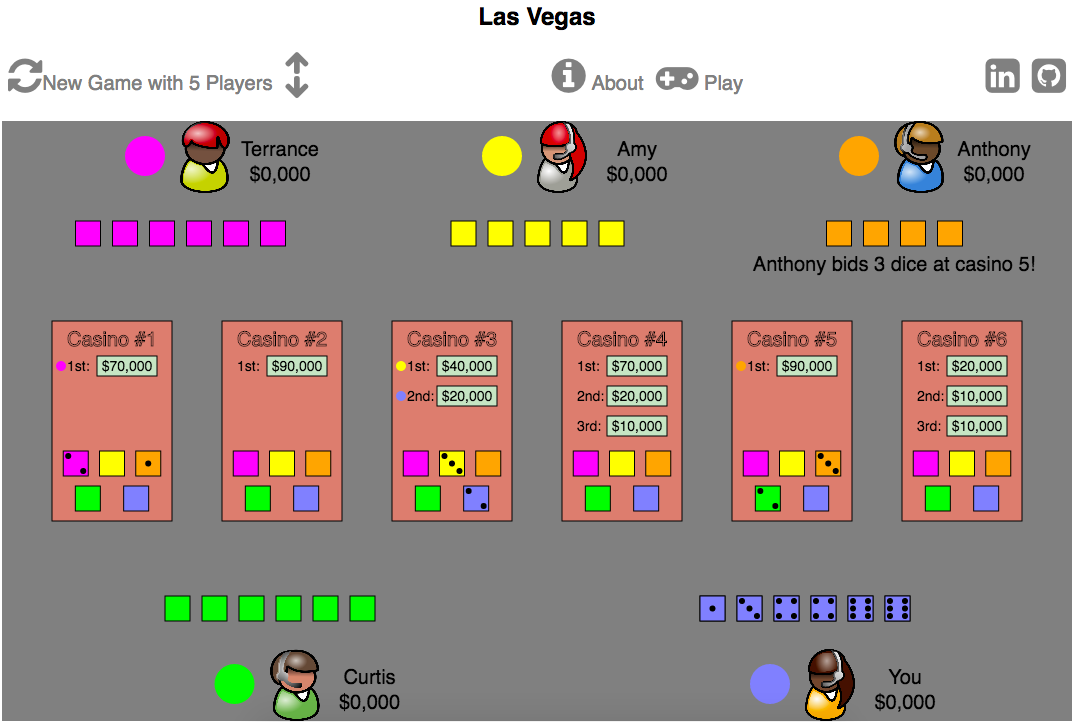 Las Vegas
New Game with 5 Players
About
Play
Terrance
$0,000
Amy
$0,000
Anthony
$0,000
Anthony bids 3 dice at casino 5!
Casino #1
1st: $70,000
Casino #2
1st: $90,000
Casino #3
1st: $40,000
2nd: $20,000
Casino #4
1st: $70,000
2nd: $20,000
3rd: $10,000
Casino #5
1st: $90,000
Casino #6
1st: $20,000
2nd: $10,000
3rd: $10,000
Curtis
$0,000
You
$0,000